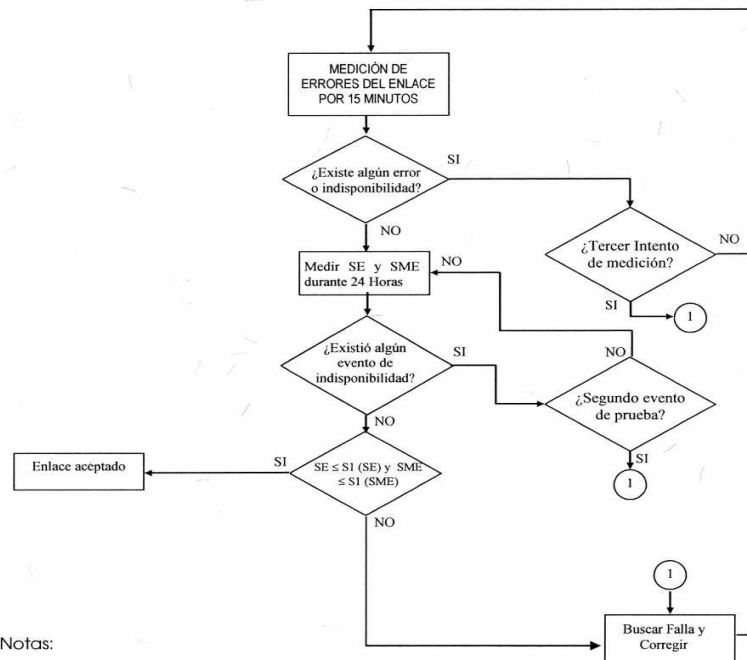 MEDICIÓN DE
ERRORES DEL ENLACE
POR 15 MINUTOS
¿Existe algún error
o indisponibilidad?
SI
NO
¿Tercer Intento
de medición?
NO
SI
1
Medir SE y SME
durante 24 Horas
NO
¿Existió algún
evento de
indisponibilidad?
SI
NO
NO
¿Segundo evento
de prueba?
SI
1
Enlace aceptado
SI
SE ≤ S1 (SE) y SME
≤ S1 (SME)
NO
1
Buscar Falla y
Corregir
Notas: